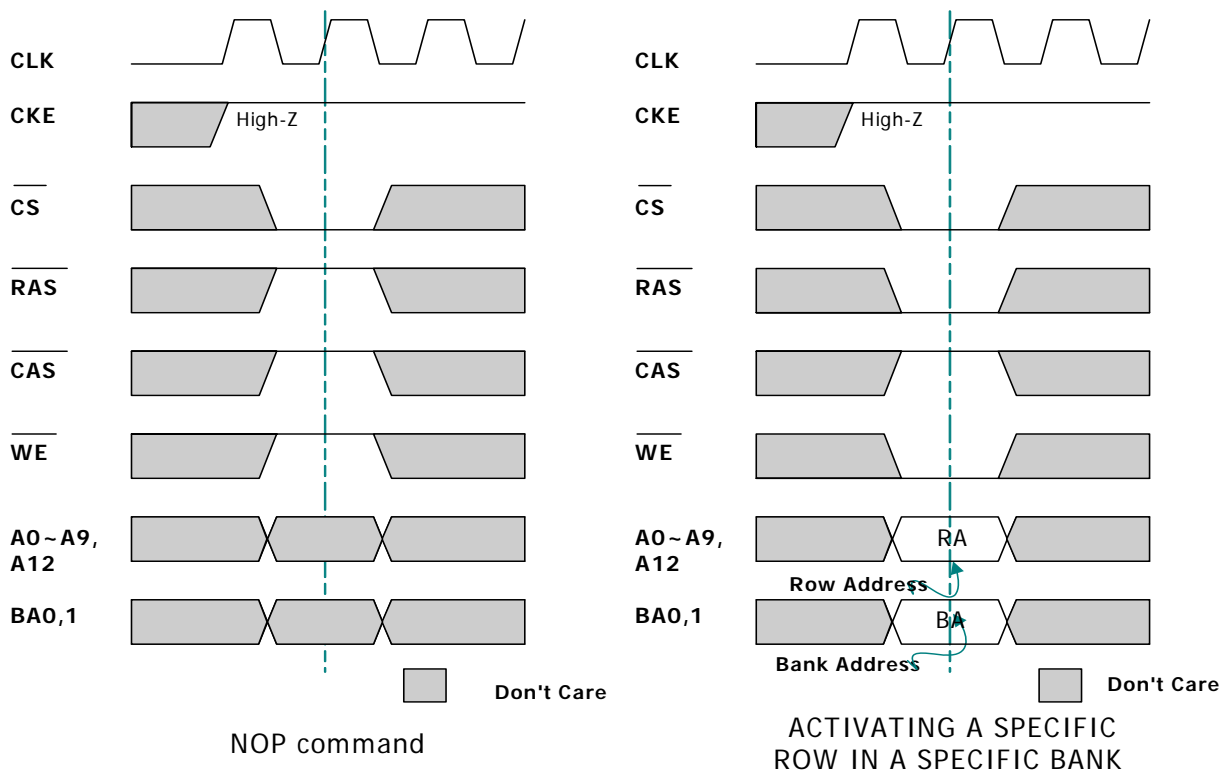 CLK
CKE
High-Z
CS
RAS
CAS
WE
A0~A9,
A12
BA0,1
Don't Care
NOP command
CLK
CKE
High-Z
CS
RAS
CAS
WE
A0~A9,
A12
RA
Row Address
BA0,1
BA
Bank Address
Don't Care
ACTIVATING A SPECIFIC
ROW IN A SPECIFIC BANK